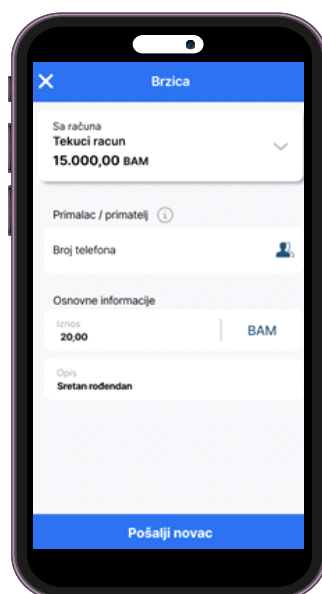 Brzica
Sa računa
Tekuci racun
15.000,00 BAM
Primalac / primatelj
Broj telefona
Osnovne informacije
Iznos
20,00
BAM
Opis
Sretan rođendan
Pošalji novac